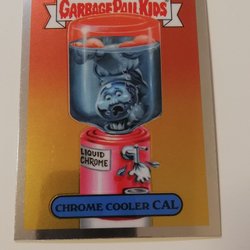 GARBAGE PAIL KIDS
LIQUID
CHROME
CHROME COOLER CAL